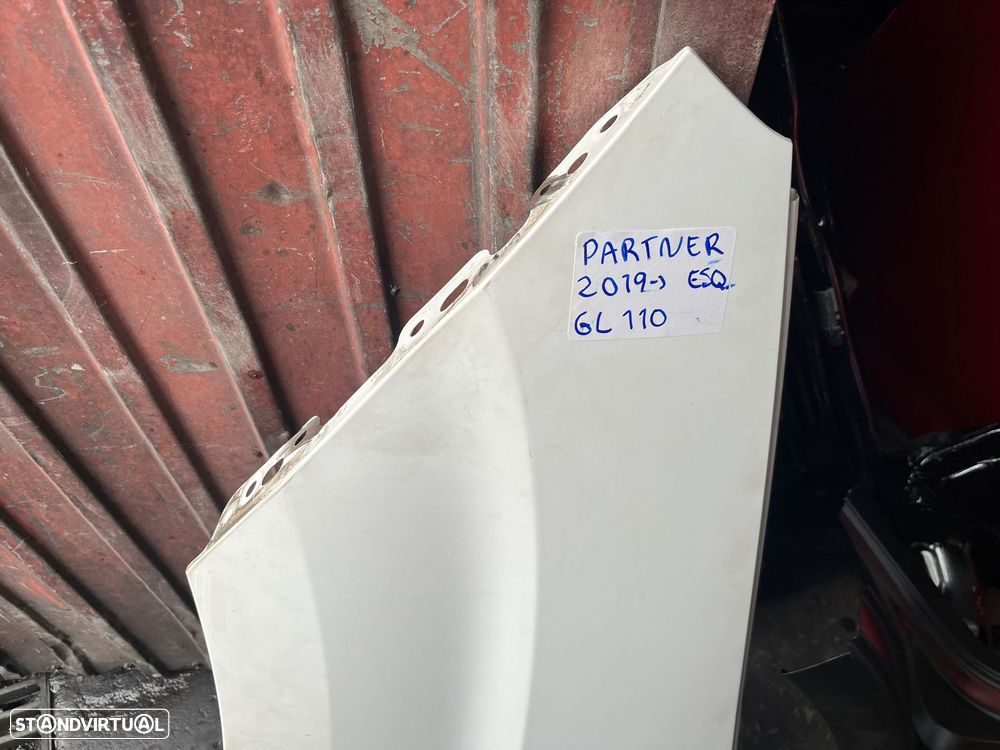 PARTNER
2019→ ESQ.
GL 110
STANDVIRTUAL